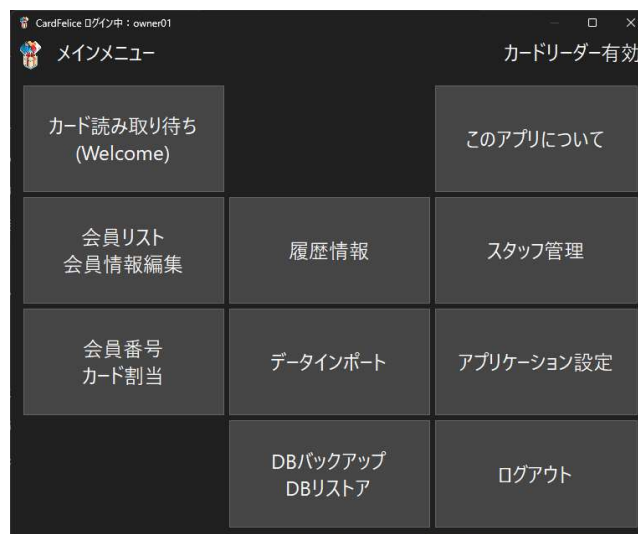 CardFelice ログイン中：owner01
メインメニュー
カードリーダー有効
カード読み取り待ち
(Welcome)
このアプリについて
会員リスト
会員情報編集
履歴情報
スタッフ管理
会員番号
カード割当
データインポート
アプリケーション設定
DBバックアップ
DBリストア
ログアウト